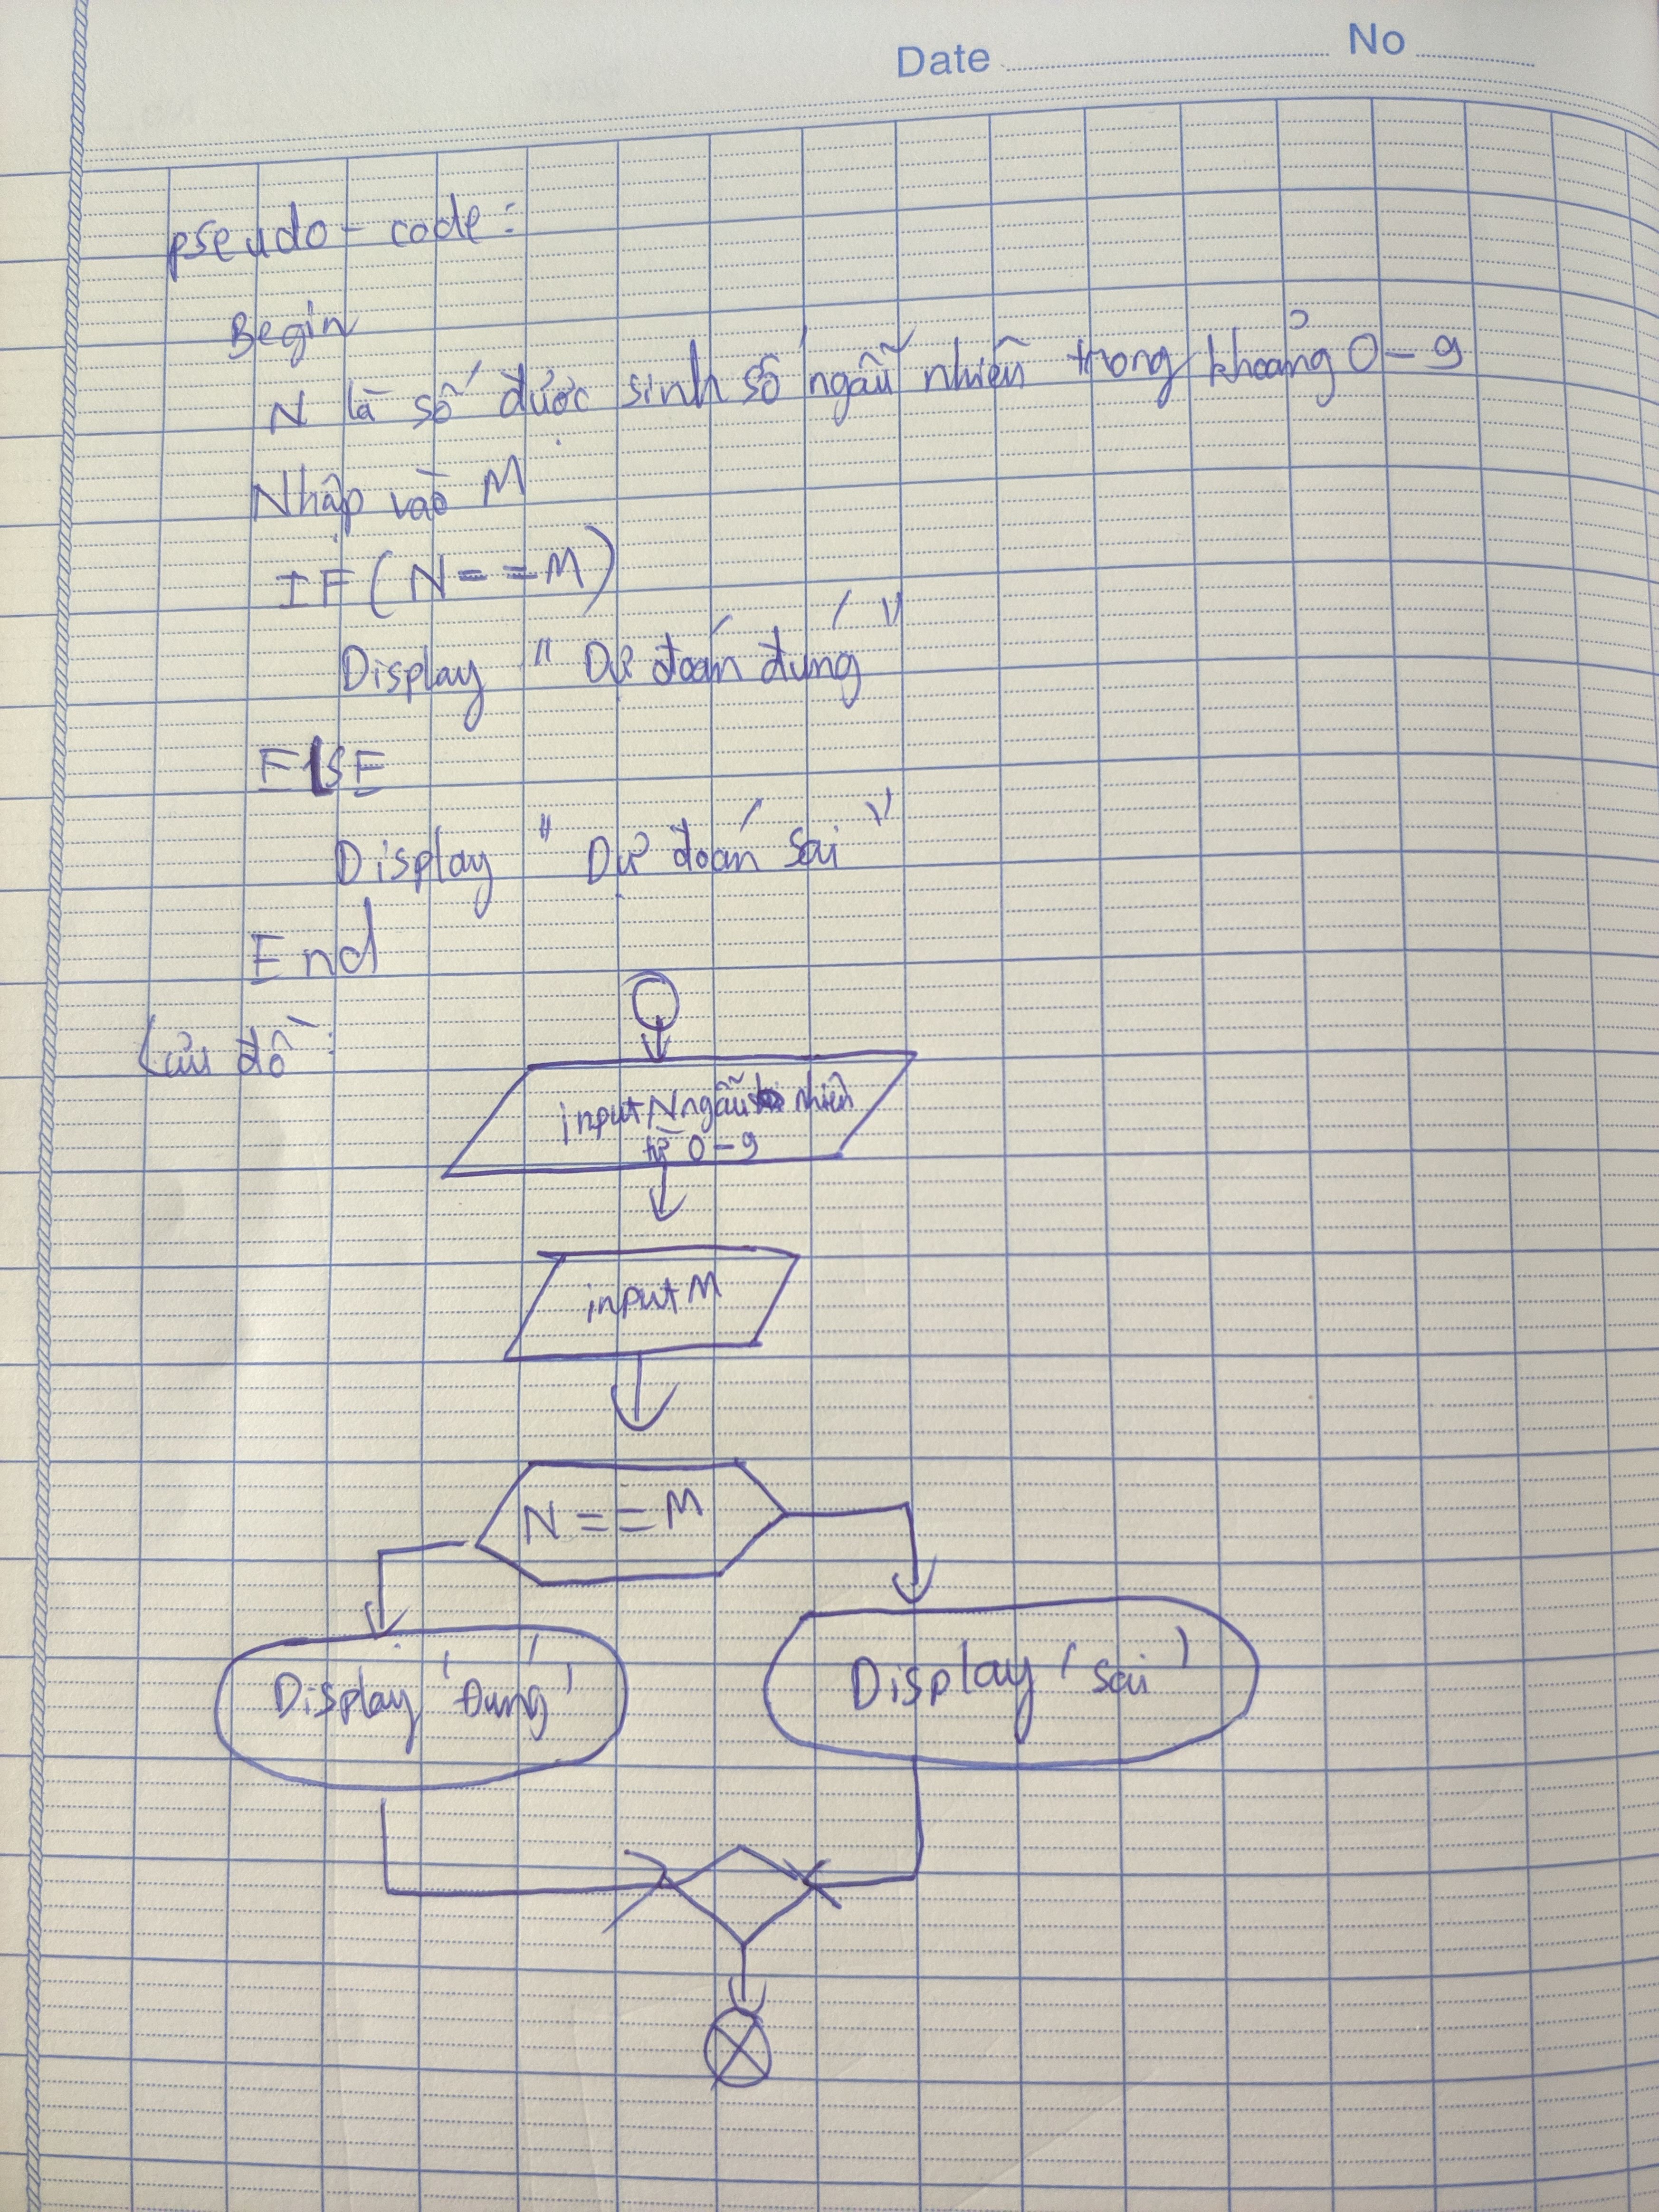 Date No
pseudo-code:
Begin
N là số được sinh số ngẫu nhiên trong khoảng 0-9
Nhập vào M
IF(N==M)
Display "Dự đoán đúng"
ELSE
Display "Dự đoán sai"
End
Lưu đồ:
input N ngẫu nhiên
từ 0-9
input M
N==M
Display 'Đúng'
Display 'sai'